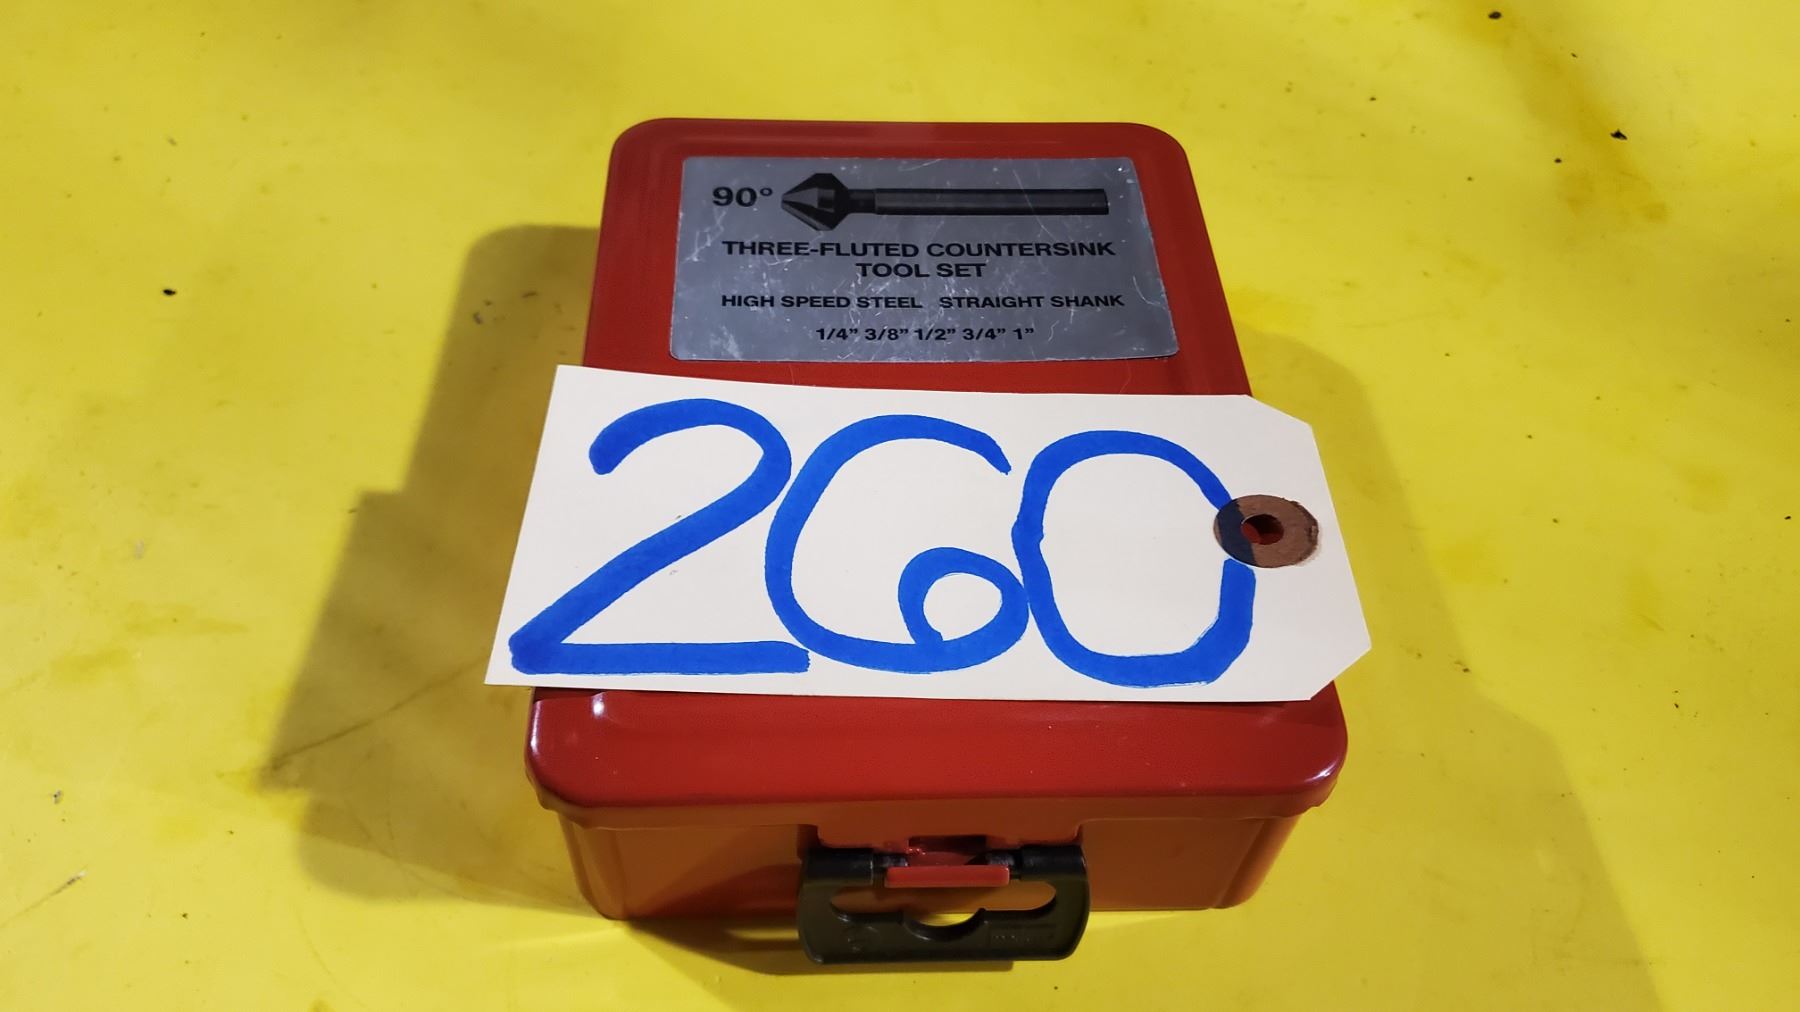 90°
THREE-FLUTED COUNTERSINK
TOOL SET
HIGH SPEED STEEL STRAIGHT SHANK
1/4" 3/8" 1/2" 3/4" 1"
260